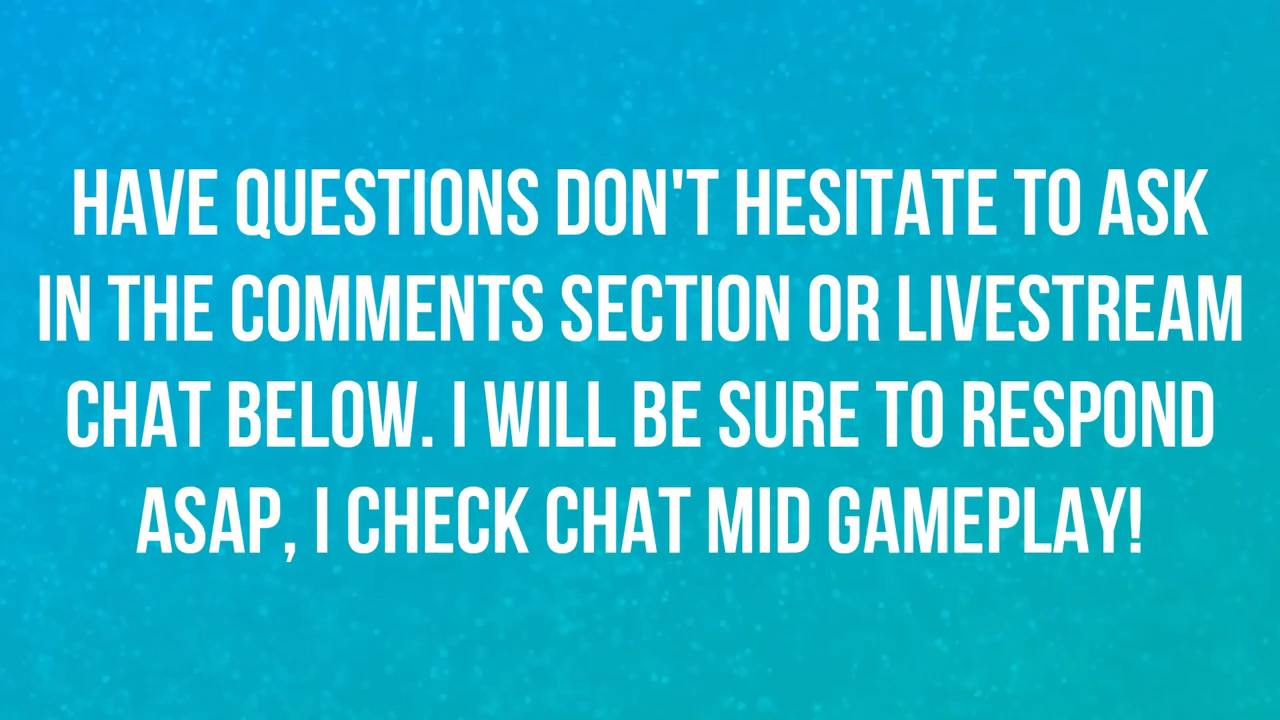 HAVE QUESTIONS DON'T HESITATE TO ASK
IN THE COMMENTS SECTION OR LIVESTREAM
CHAT BELOW. I WILL BE SURE TO RESPOND
ASAP, I CHECK CHAT MID GAMEPLAY!